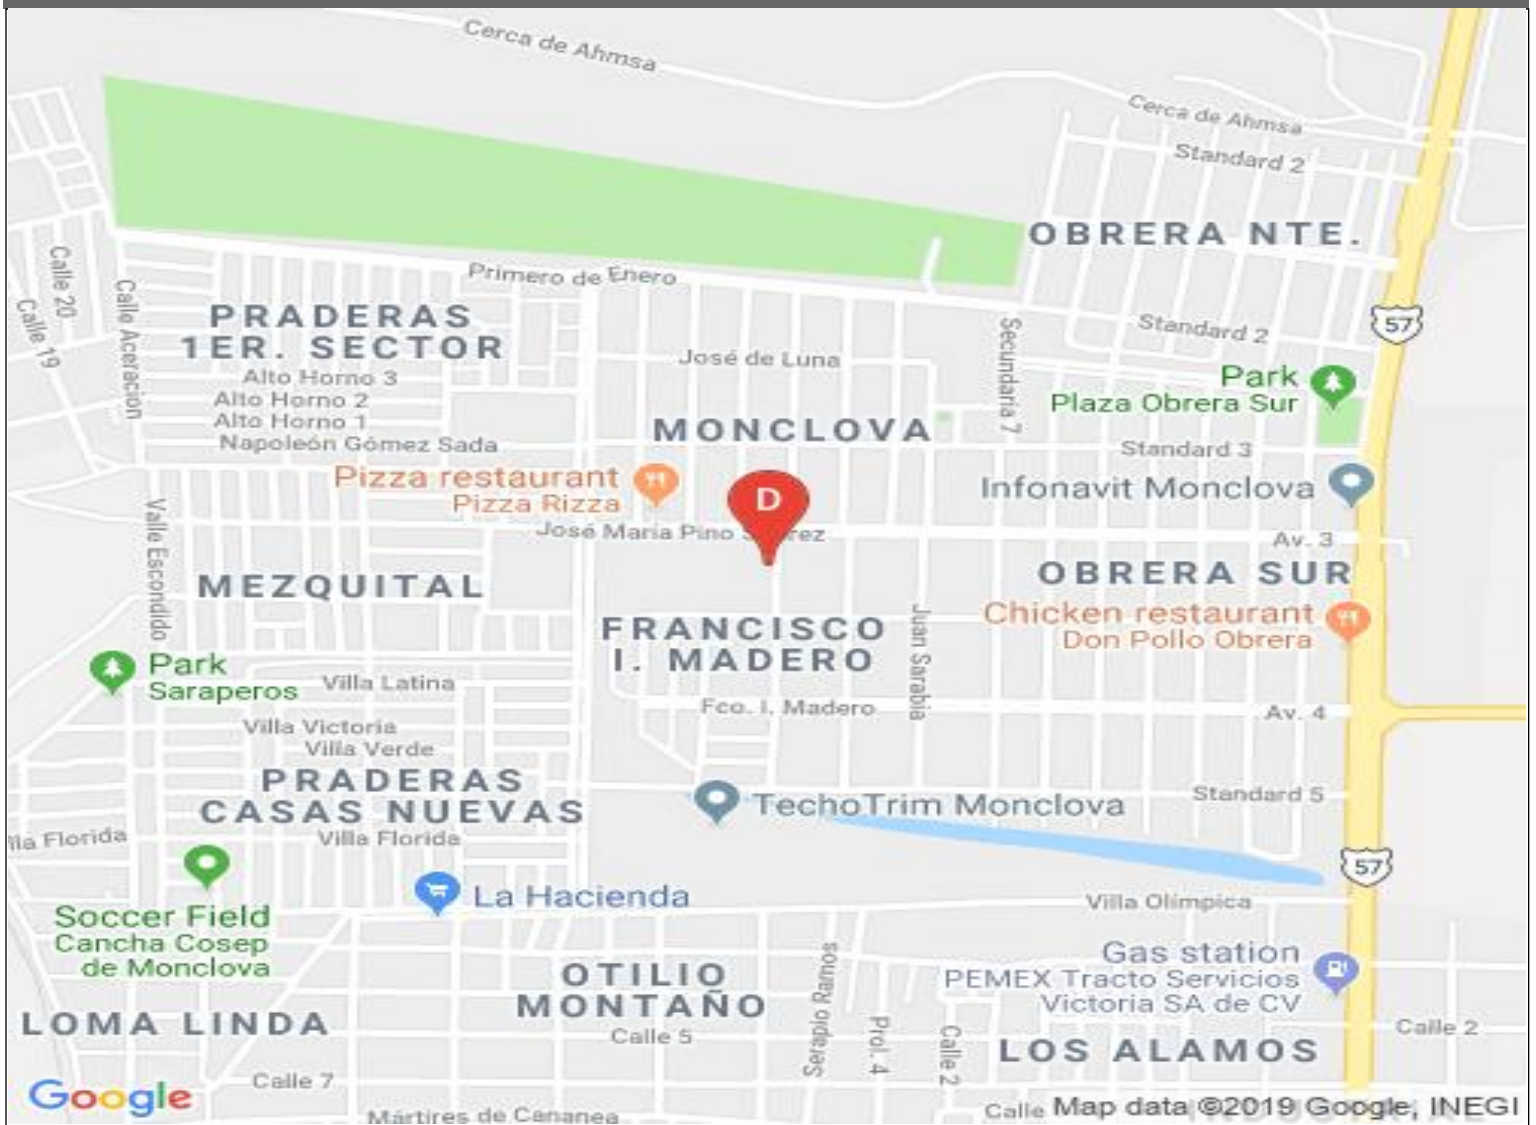 Cerca de Ahmsa
Cerca de Ahmsa
Standard 2
OBRERA NTE.
Calle 20
Calle 19
Calle Aceracion
Primero de Enero
PRADERAS
1ER. SECTOR
57
Standard 2
Secundaria 7
José de Luna
Alto Horno 3
Alto Horno 2
Alto Horno 1
Napoleón Gómez Sada
Park
Plaza Obrera Sur
MONCLOVA
Standard 3
Pizza restaurant
Pizza Rizza
D
Infonavit Monclova
José María Pino
rez
Av. 3
Valle Escondido
MEZQUITAL
OBRERA SUR
FRANCISCO
I. MADERO
Chicken restaurant
Don Pollo Obrera
Juan Sarabia
Park
Saraperos
Villa Latina
Fco. I. Madero
Av. 4
Villa Victoria
Villa Verde
PRADERAS
CASAS NUEVAS
Standard 5
TechoTrim Monclova
lla Florida
Villa Florida
57
La Hacienda
Villa Olímpica
Soccer Field
Cancha Cosep
de Monclova
OTILIO
MONTAÑO
Serapio Ramos
Gas station
PEMEX Tracto Servicios
Victoria SA de CV
LOMA LINDA
Calle 5
Prol. 4
Calle 2
LOS ALAMOS
Calle 2
Calle 7
Google
Mártires de Cananea
Calle
Map data ©2019 Google, INEGI